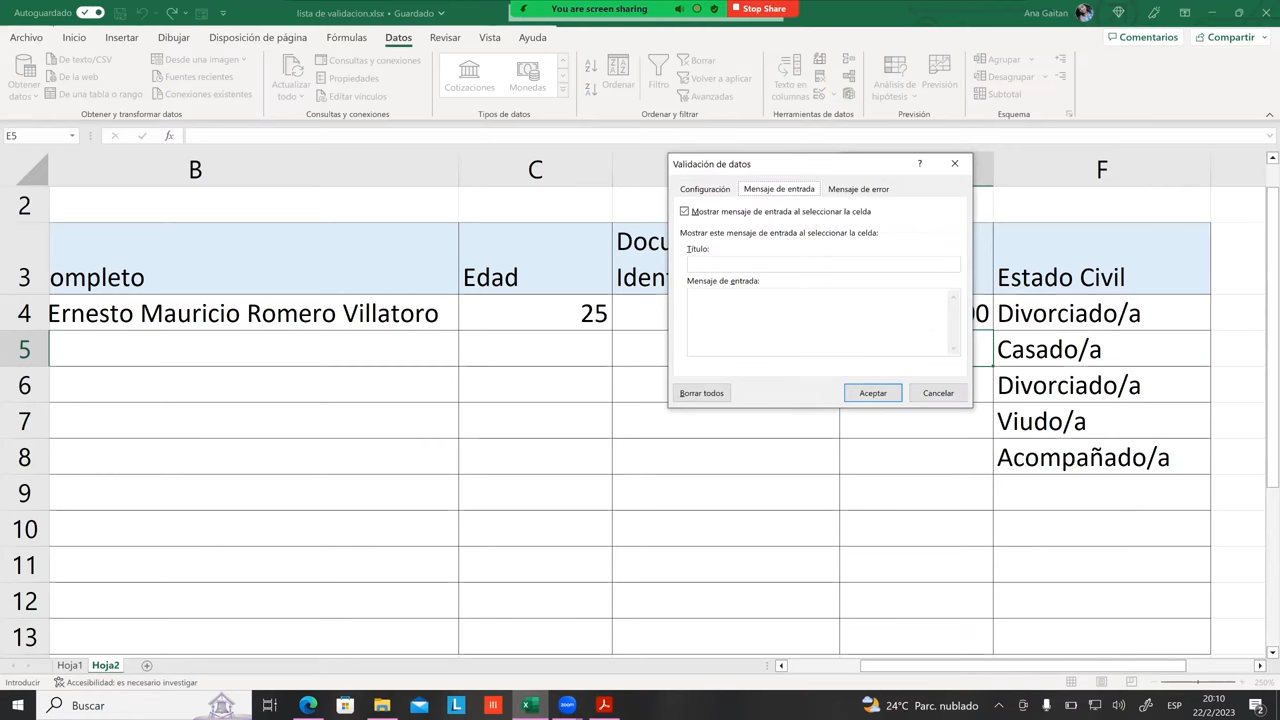 Autoguardado
lista de validacion.xlsx • Guardado
You are screen sharing
Stop Share
Ana Gaitan
Archivo
Inicio
Insertar
Dibujar
Disposición de página
Fórmulas
Datos
Revisar
Vista
Ayuda
Comentarios
Compartir
Obtener datos
De texto/CSV
De la web
De una tabla o rango
Desde una imagen
Fuentes recientes
Conexiones existentes
Obtener y transformar datos
Actualizar todo
Consultas y conexiones
Propiedades
Editar vínculos
Consultas y conexiones
Cotizaciones
Monedas
Tipos de datos
Ordenar
Filtro
Borrar
Volver a aplicar
Avanzadas
Ordenar y filtrar
Texto en columnas
Herramientas de datos
Análisis de hipótesis
Previsión
Previsión
Agrupar
Desagrupar
Subtotal
Esquema
E5
fx
B
C
F
2
3
ompleto
Edad
Docu
Ident
Estado Civil
4
Ernesto Mauricio Romero Villatoro
25
00
Divorciado/a
5
Casado/a
6
Divorciado/a
7
Viudo/a
8
Acompañado/a
9
10
11
12
13
Validación de datos
?
Configuración
Mensaje de entrada
Mensaje de error
Mostrar mensaje de entrada al seleccionar la celda
Mostrar este mensaje de entrada al seleccionar la celda:
Título:
Mensaje de entrada:
Borrar todos
Aceptar
Cancelar
Hoja1
Hoja2
Introducir
Accesibilidad: es necesario investigar
250%
Buscar
L
zoom
24°C Parc. nublado
ESP
20:10
22/2/2023
2